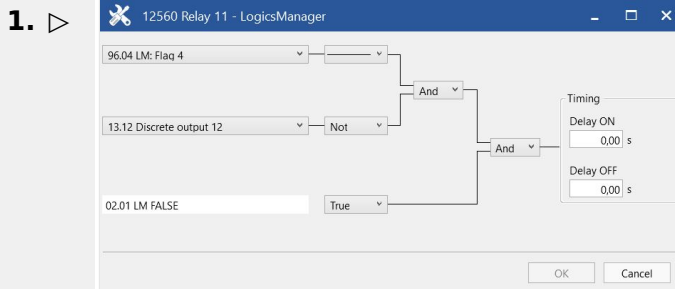 1. ▷
12560 Relay 11 - LogicsManager
96.04 LM: Flag 4
And
Timing
Delay ON
13.12 Discrete output 12 Not
And
0,00 s
Delay OFF
0,00 s
02.01 LM FALSE True
OK Cancel